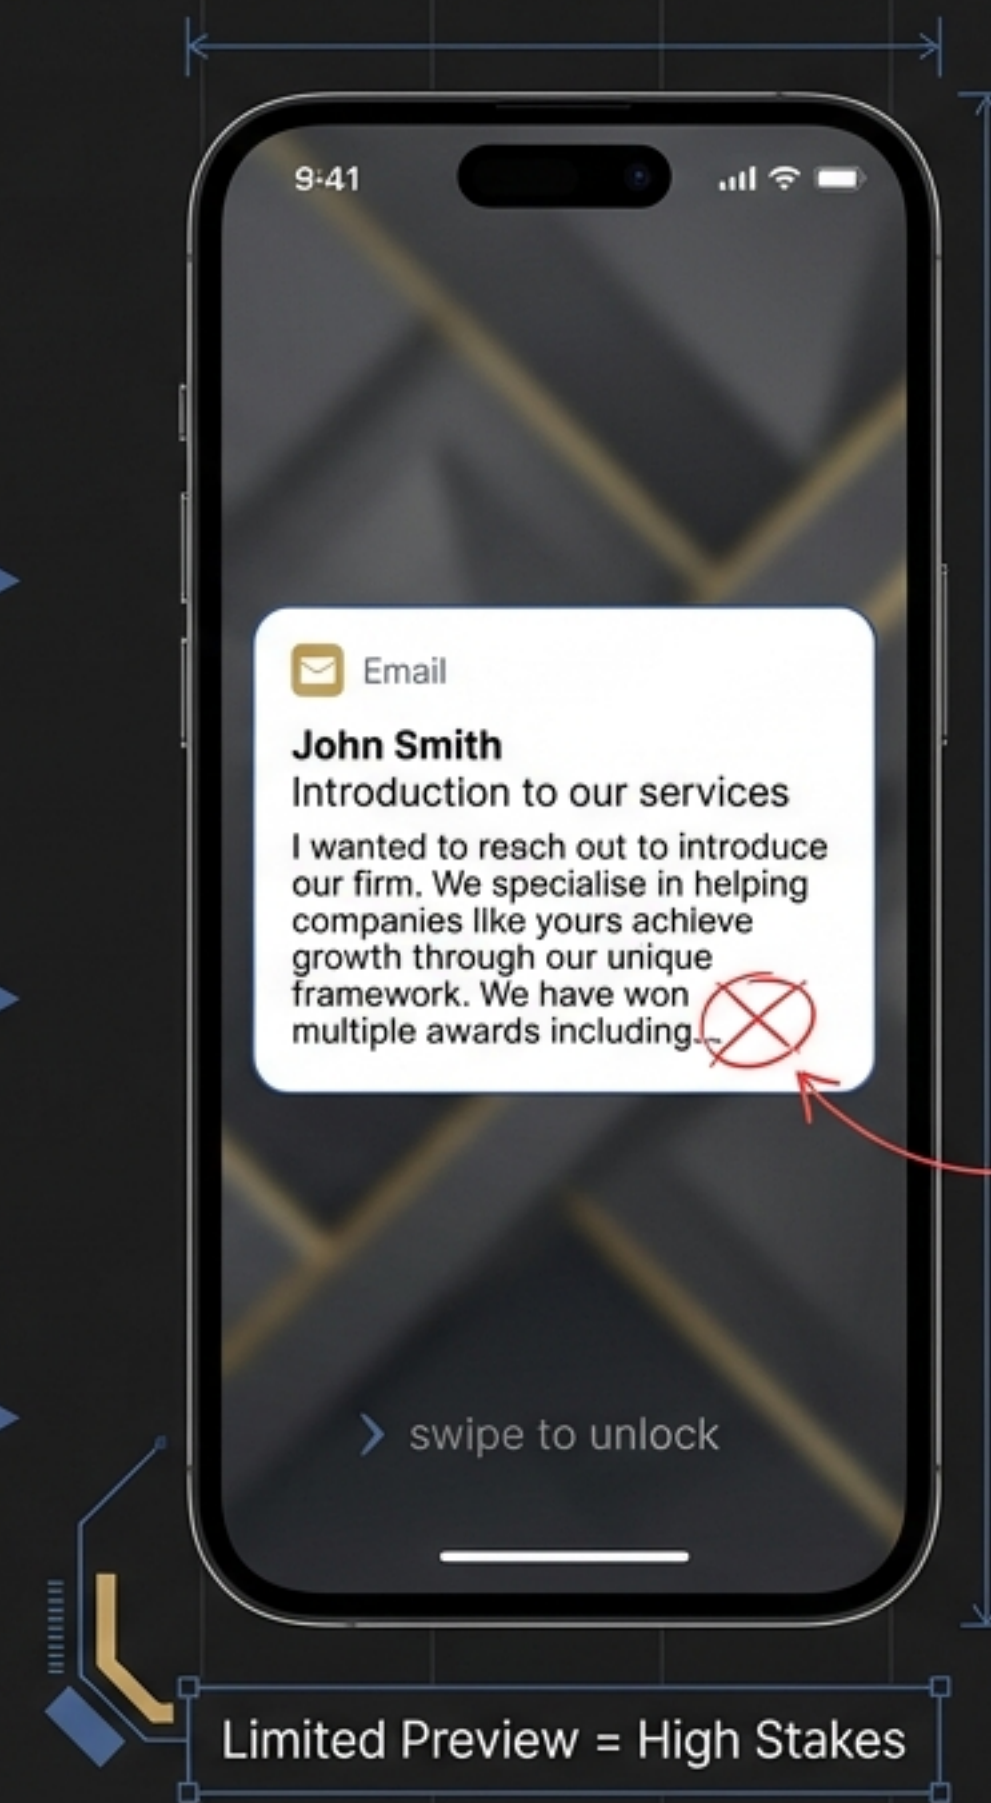 9:41
Email
John Smith
Introduction to our services
I wanted to reach out to introduce
our firm. We specialise in helping
companies like yours achieve
growth through our unique
framework. We have won
multiple awards including...
swipe to unlock
Limited Preview = High Stakes